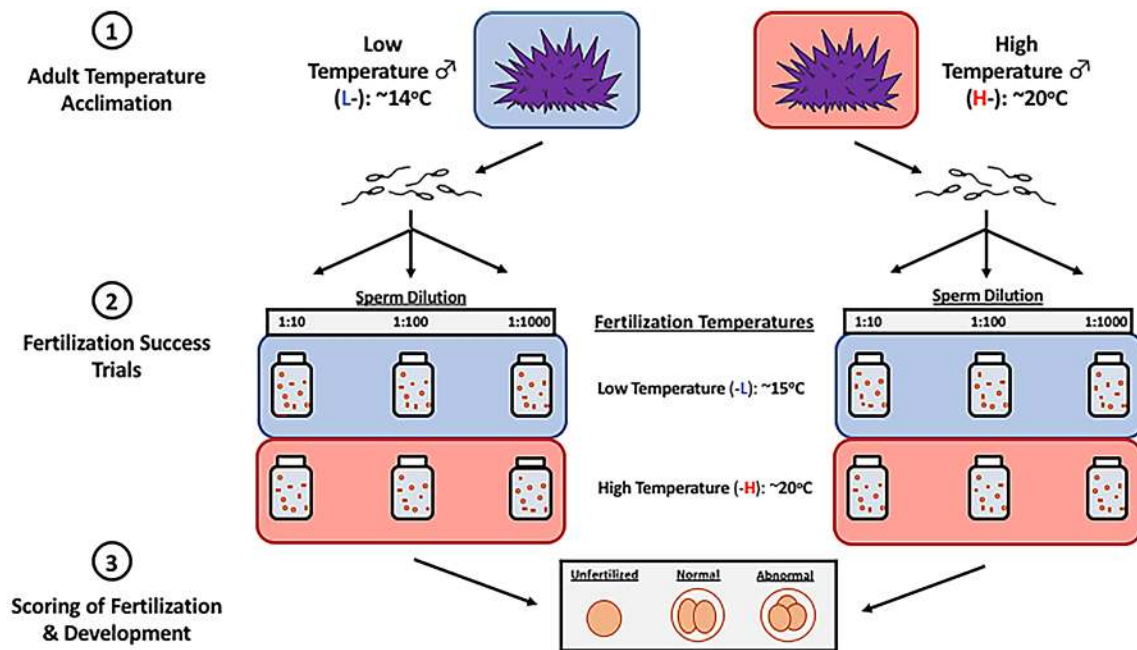 1
Adult Temperature
Acclimation
Low
Temperature ♂
(L-): ~14°C
High
Temperature ♂
(H-): ~20°C
2
Fertilization Success
Trials
Sperm Dilution
1:10 1:100 1:1000
Fertilization Temperatures
Low Temperature (-L): ~15°C
High Temperature (-H): ~20°C
Sperm Dilution
1:10 1:100 1:1000
3
Scoring of Fertilization
& Development
Unfertilized Normal Abnormal